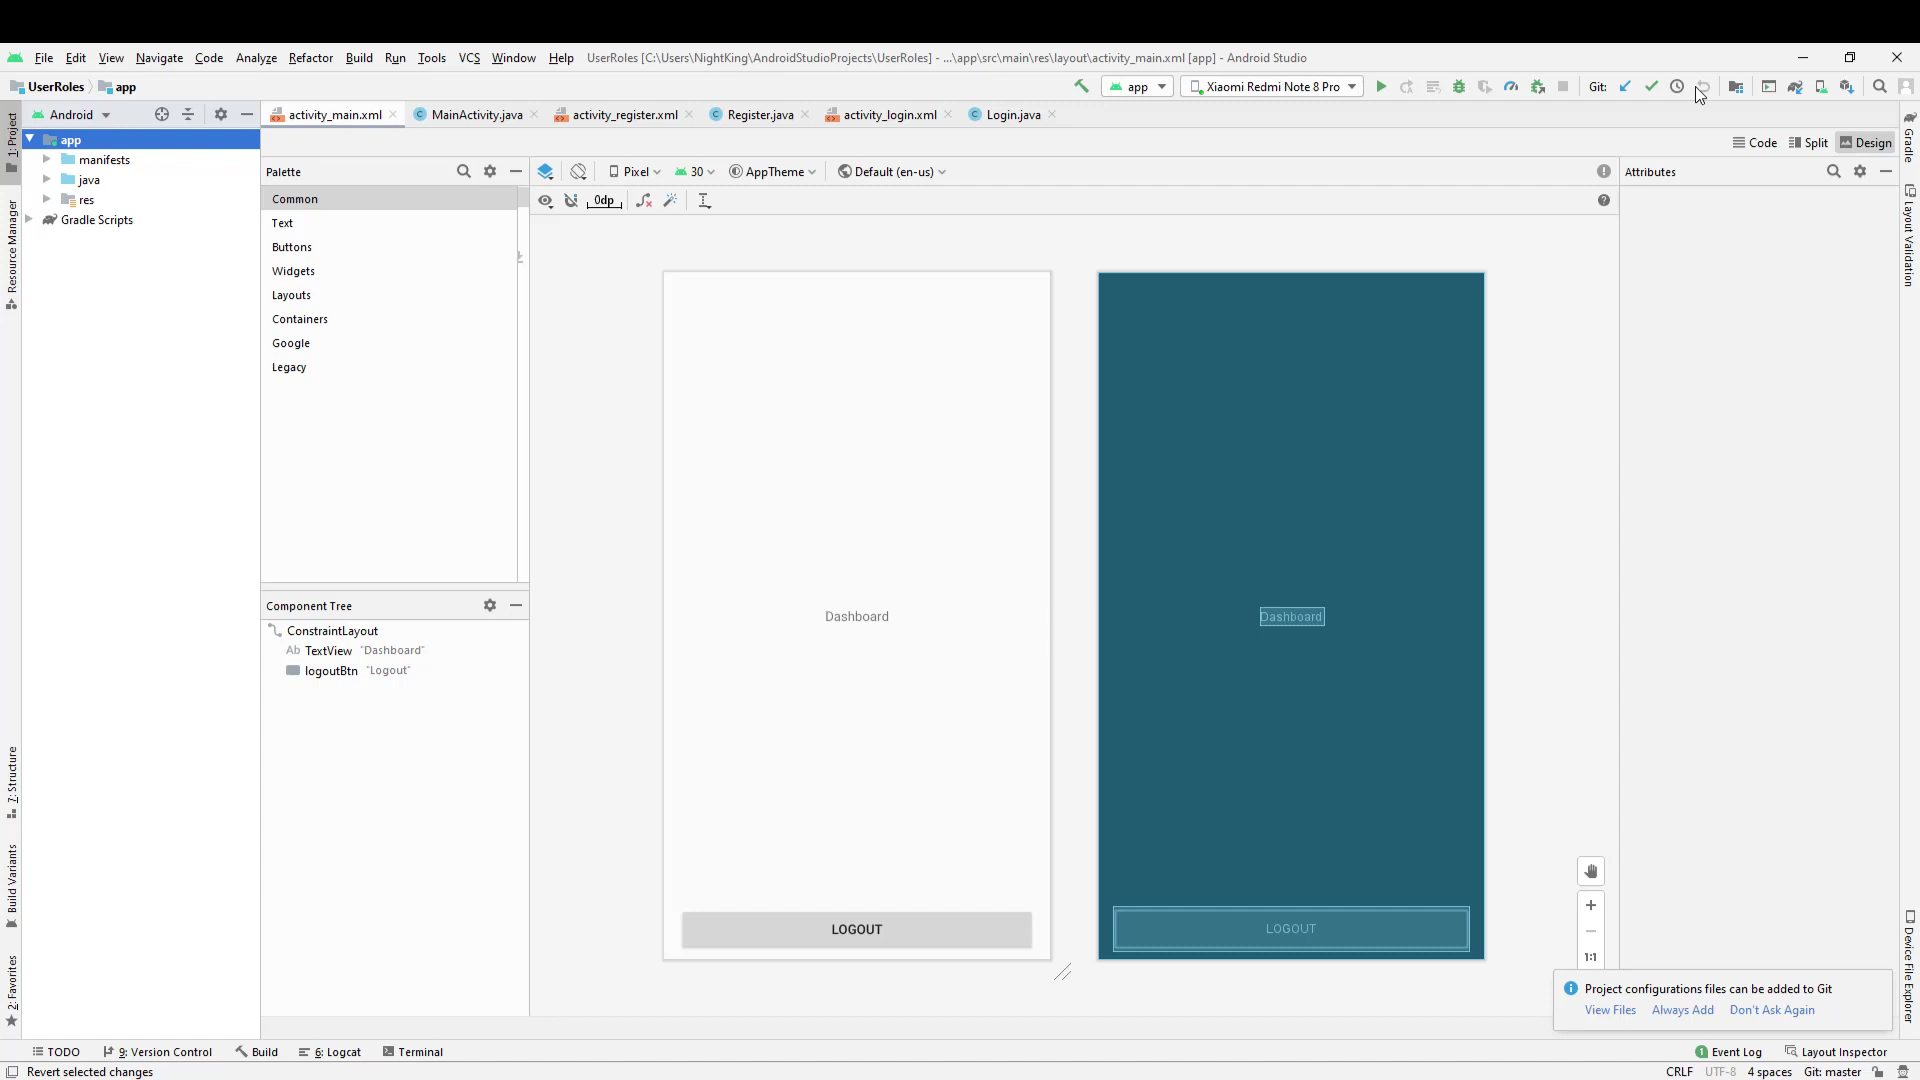 File Edit View Navigate Code Analyze Refactor Build Run Tools VCS Window Help UserRoles [C:\Users\NightKing\AndroidStudioProjects\UserRoles] - ...\app\src\main\res\layout\activity_main.xml [app] - Android Studio
UserRoles app app Xiaomi Redmi Note 8 Pro Git:
Android activity_main.xml MainActivity.java activity_register.xml Register.java activity_login.xml Login.java
Code Split Design
Palette Pixel 30 AppTheme Default (en-us) Attributes
0dp
app
manifests
java
res
Gradle Scripts
Common
Text
Buttons
Widgets
Layouts
Containers
Google
Legacy
Component Tree
ConstraintLayout
Ab TextView "Dashboard"
logoutBtn "Logout"
Dashboard
LOGOUT
Dashboard
LOGOUT
1:1
Project configurations files can be added to Git
View Files Always Add Don't Ask Again
1: Project
Resource Manager
7: Structure
Build Variants
2: Favorites
Gradle
Layout Validation
Device File Explorer
TODO 9: Version Control Build 6: Logcat Terminal 1 Event Log Layout Inspector
Revert selected changes CRLF UTF-8 4 spaces Git: master